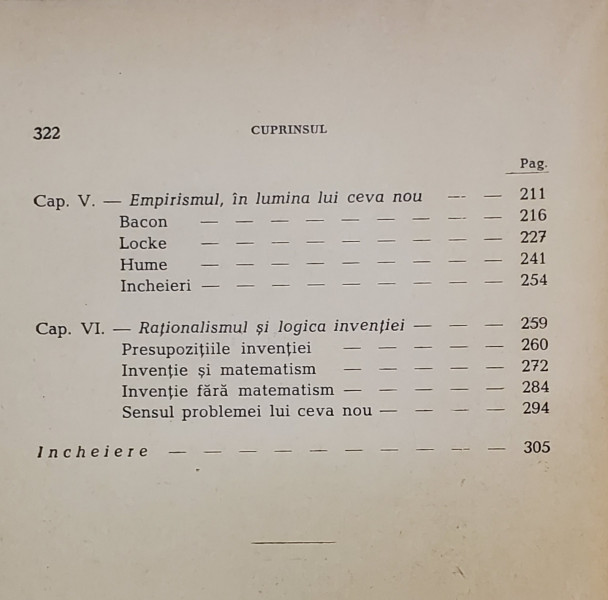 322 CUPRINSUL
Pag.
Cap. V. — Empirismul, în lumina lui ceva nou — — 211
Bacon — — — — — — — — — 216
Locke — — — — — — — — — 227
Hume — — — — — — — — — 241
Incheieri — — — — — — — — — 254
Cap. VI. — Raționalismul și logica invenției — — — 259
Presupozițiile invenției — — — — — 260
Invenție și matematism — — — — — 272
Invenție fără matematism — — — — — 284
Sensul problemei lui ceva nou — — — — 294
Incheiere — — — — — — — — — — 305